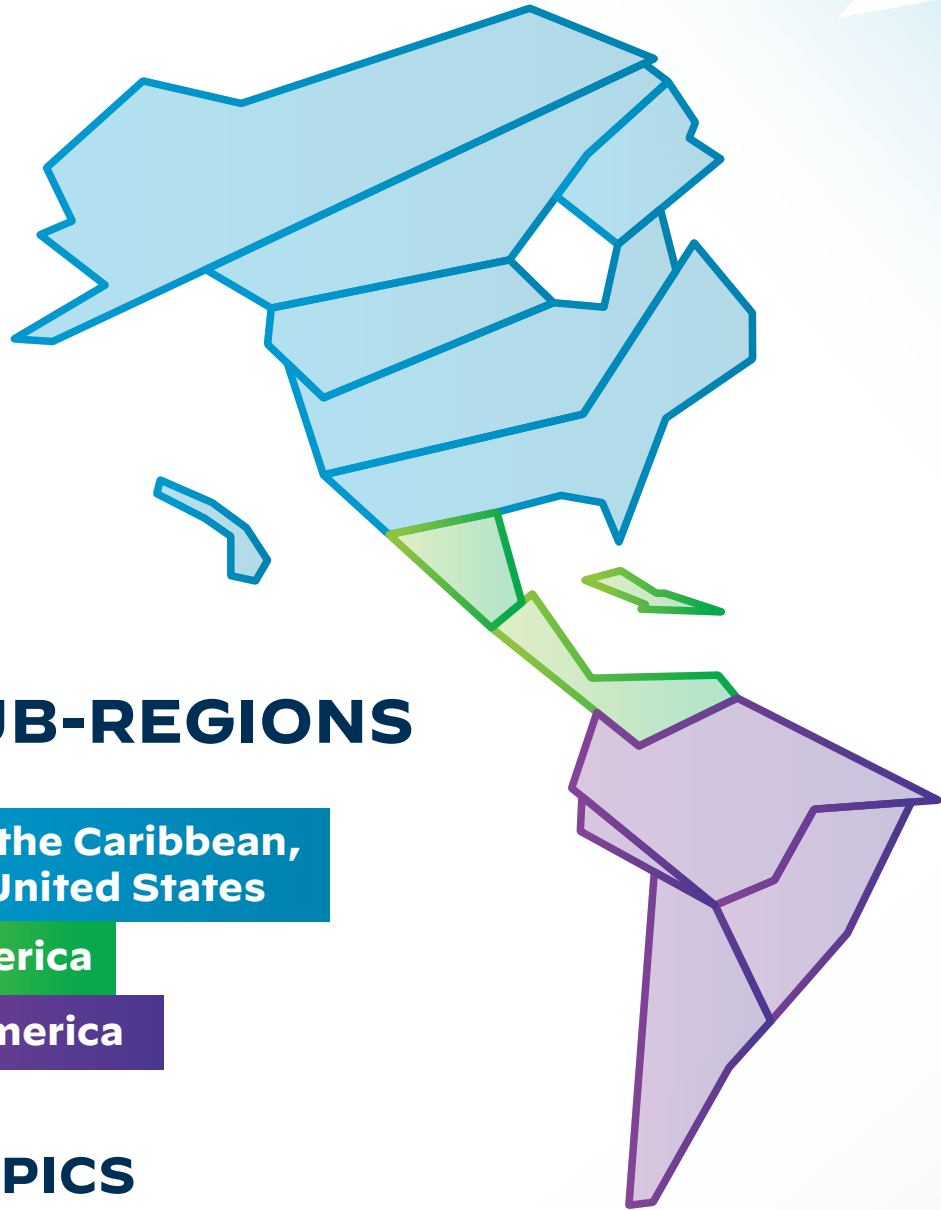 UB-REGIONS
the Caribbean,
United States
erica
merica
PICS